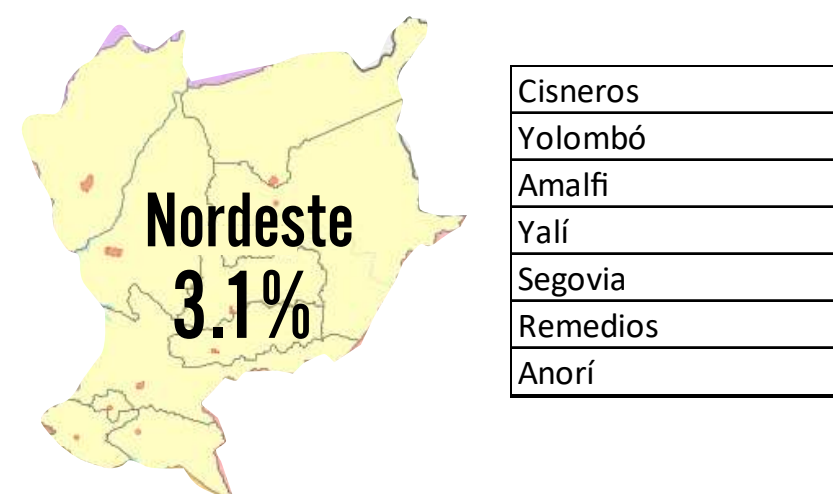 Nordeste
3.1%
Cisneros
Yolombó
Amalfi
Yalí
Segovia
Remedios
Anorí